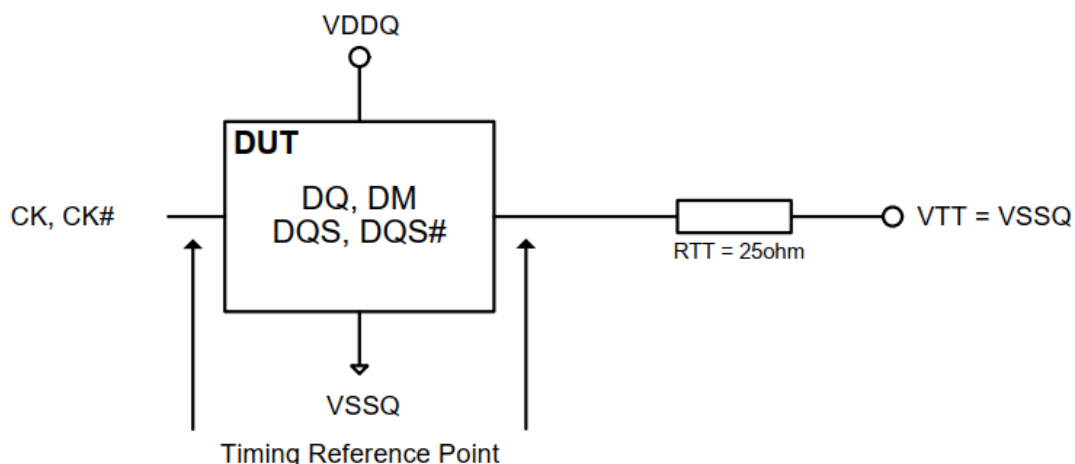 VDDQ
DUT
DQ, DM
DQS, DQS#
CK, CK#
VTT = VSSQ
RTT = 25ohm
VSSQ
Timing Reference Point